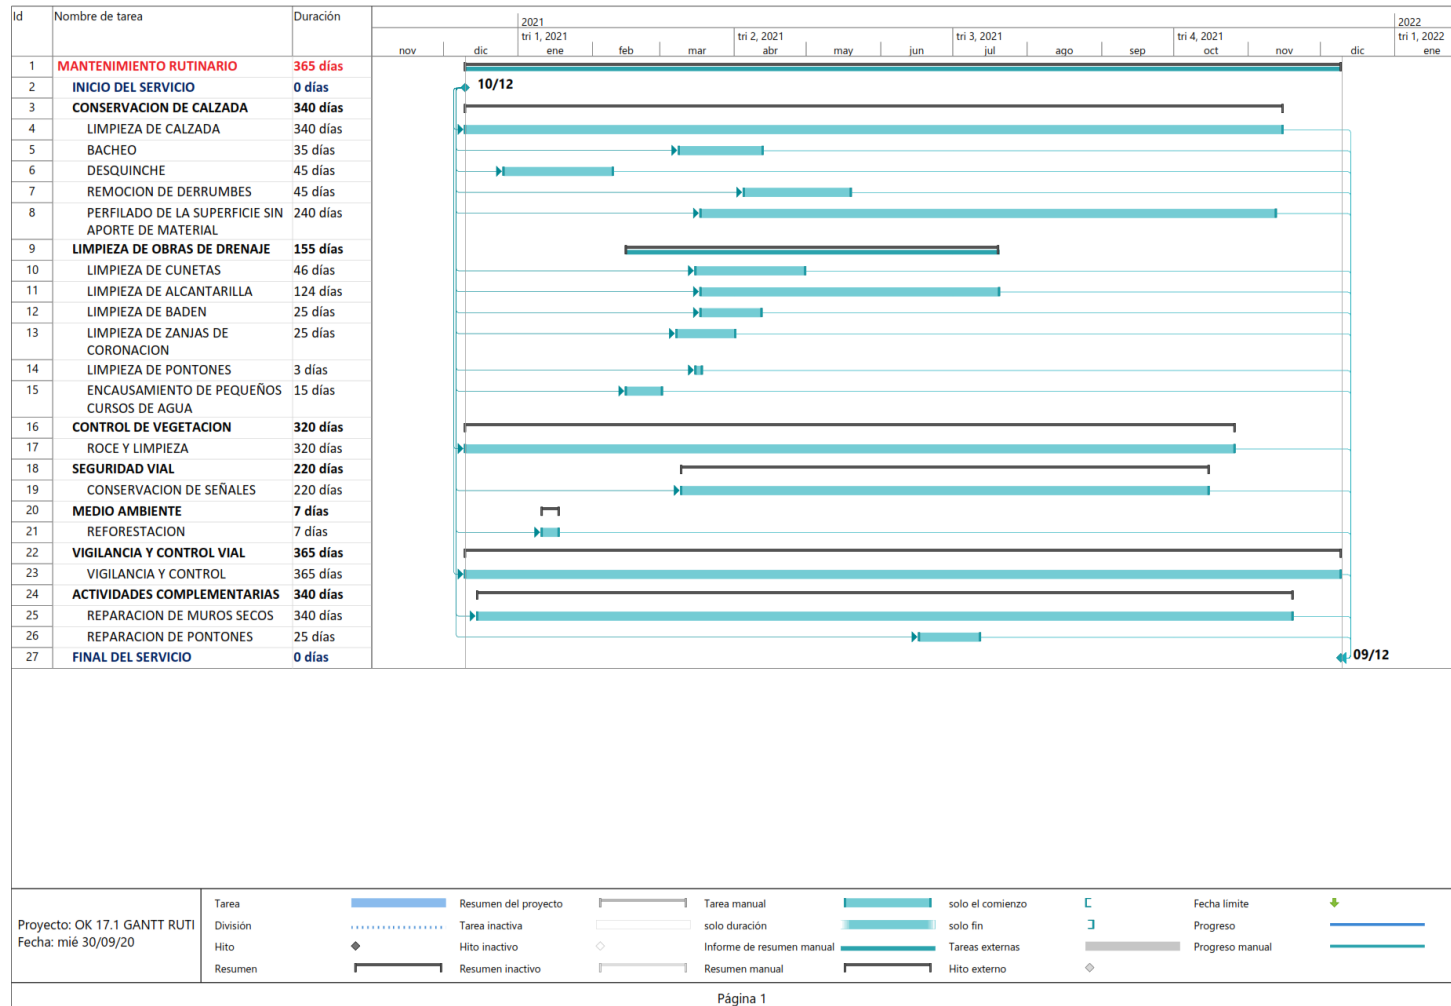 Id Nombre de tarea Duración
2021 2022
tri 1, 2021 tri 2, 2021 tri 3, 2021 tri 4, 2021 tri 1, 2022
nov dic ene feb mar abr may jun jul ago sep oct nov dic ene
1 MANTENIMIENTO RUTINARIO 365 días
2 INICIO DEL SERVICIO 0 días 10/12
3 CONSERVACION DE CALZADA 340 días
4 LIMPIEZA DE CALZADA 340 días
5 BACHEO 35 días
6 DESQUINCHE 45 días
7 REMOCION DE DERRUMBES 45 días
8 PERFILADO DE LA SUPERFICIE SIN 240 días
APORTE DE MATERIAL
9 LIMPIEZA DE OBRAS DE DRENAJE 155 días
10 LIMPIEZA DE CUNETAS 46 días
11 LIMPIEZA DE ALCANTARILLA 124 días
12 LIMPIEZA DE BADEN 25 días
13 LIMPIEZA DE ZANJAS DE 25 días
CORONACION
14 LIMPIEZA DE PONTONES 3 días
15 ENCAUSAMIENTO DE PEQUEÑOS 15 días
CURSOS DE AGUA
16 CONTROL DE VEGETACION 320 días
17 ROCE Y LIMPIEZA 320 días
18 SEGURIDAD VIAL 220 días
19 CONSERVACION DE SEÑALES 220 días
20 MEDIO AMBIENTE 7 días
21 REFORESTACION 7 días
22 VIGILANCIA Y CONTROL VIAL 365 días
23 VIGILANCIA Y CONTROL 365 días
24 ACTIVIDADES COMPLEMENTARIAS 340 días
25 REPARACION DE MUROS SECOS 340 días
26 REPARACION DE PONTONES 25 días
27 FINAL DEL SERVICIO 0 días 09/12
Proyecto: OK 17.1 GANTT RUTI
Fecha: mié 30/09/20
Tarea Resumen del proyecto Tarea manual solo el comienzo Fecha límite
División Tarea inactiva solo duración solo fin Progreso
Hito Hito inactivo Informe de resumen manual Tareas externas Progreso manual
Resumen Resumen inactivo Resumen manual Hito externo
Página 1